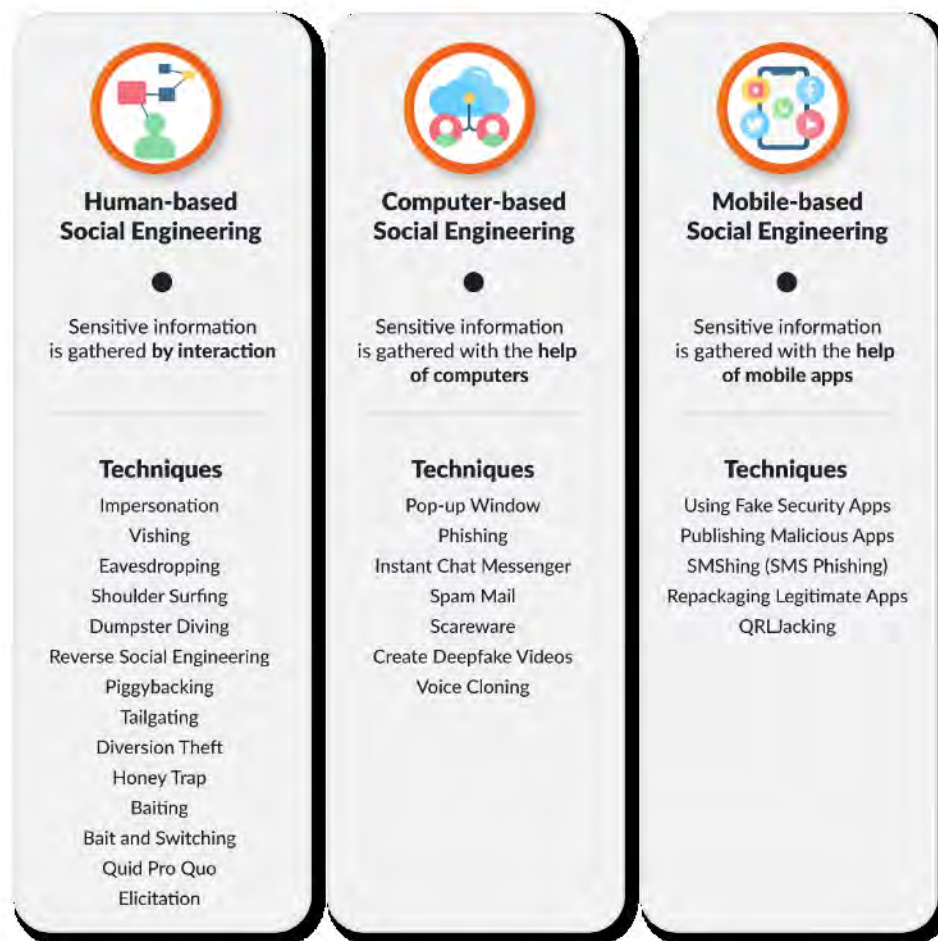 Human-based
Social Engineering
Sensitive information
is gathered by interaction
Techniques
Impersonation
Vishing
Eavesdropping
Shoulder Surfing
Dumpster Diving
Reverse Social Engineering
Piggybacking
Tailgating
Diversion Theft
Honey Trap
Baiting
Bait and Switching
Quid Pro Quo
Elicitation
Computer-based
Social Engineering
Sensitive information
is gathered with the help
of computers
Techniques
Pop-up Window
Phishing
Instant Chat Messenger
Spam Mail
Scareware
Create Deepfake Videos
Voice Cloning
Mobile-based
Social Engineering
Sensitive information
is gathered with the help
of mobile apps
Techniques
Using Fake Security Apps
Publishing Malicious Apps
SMShing (SMS Phishing)
Repackaging Legitimate Apps
QRLJacking